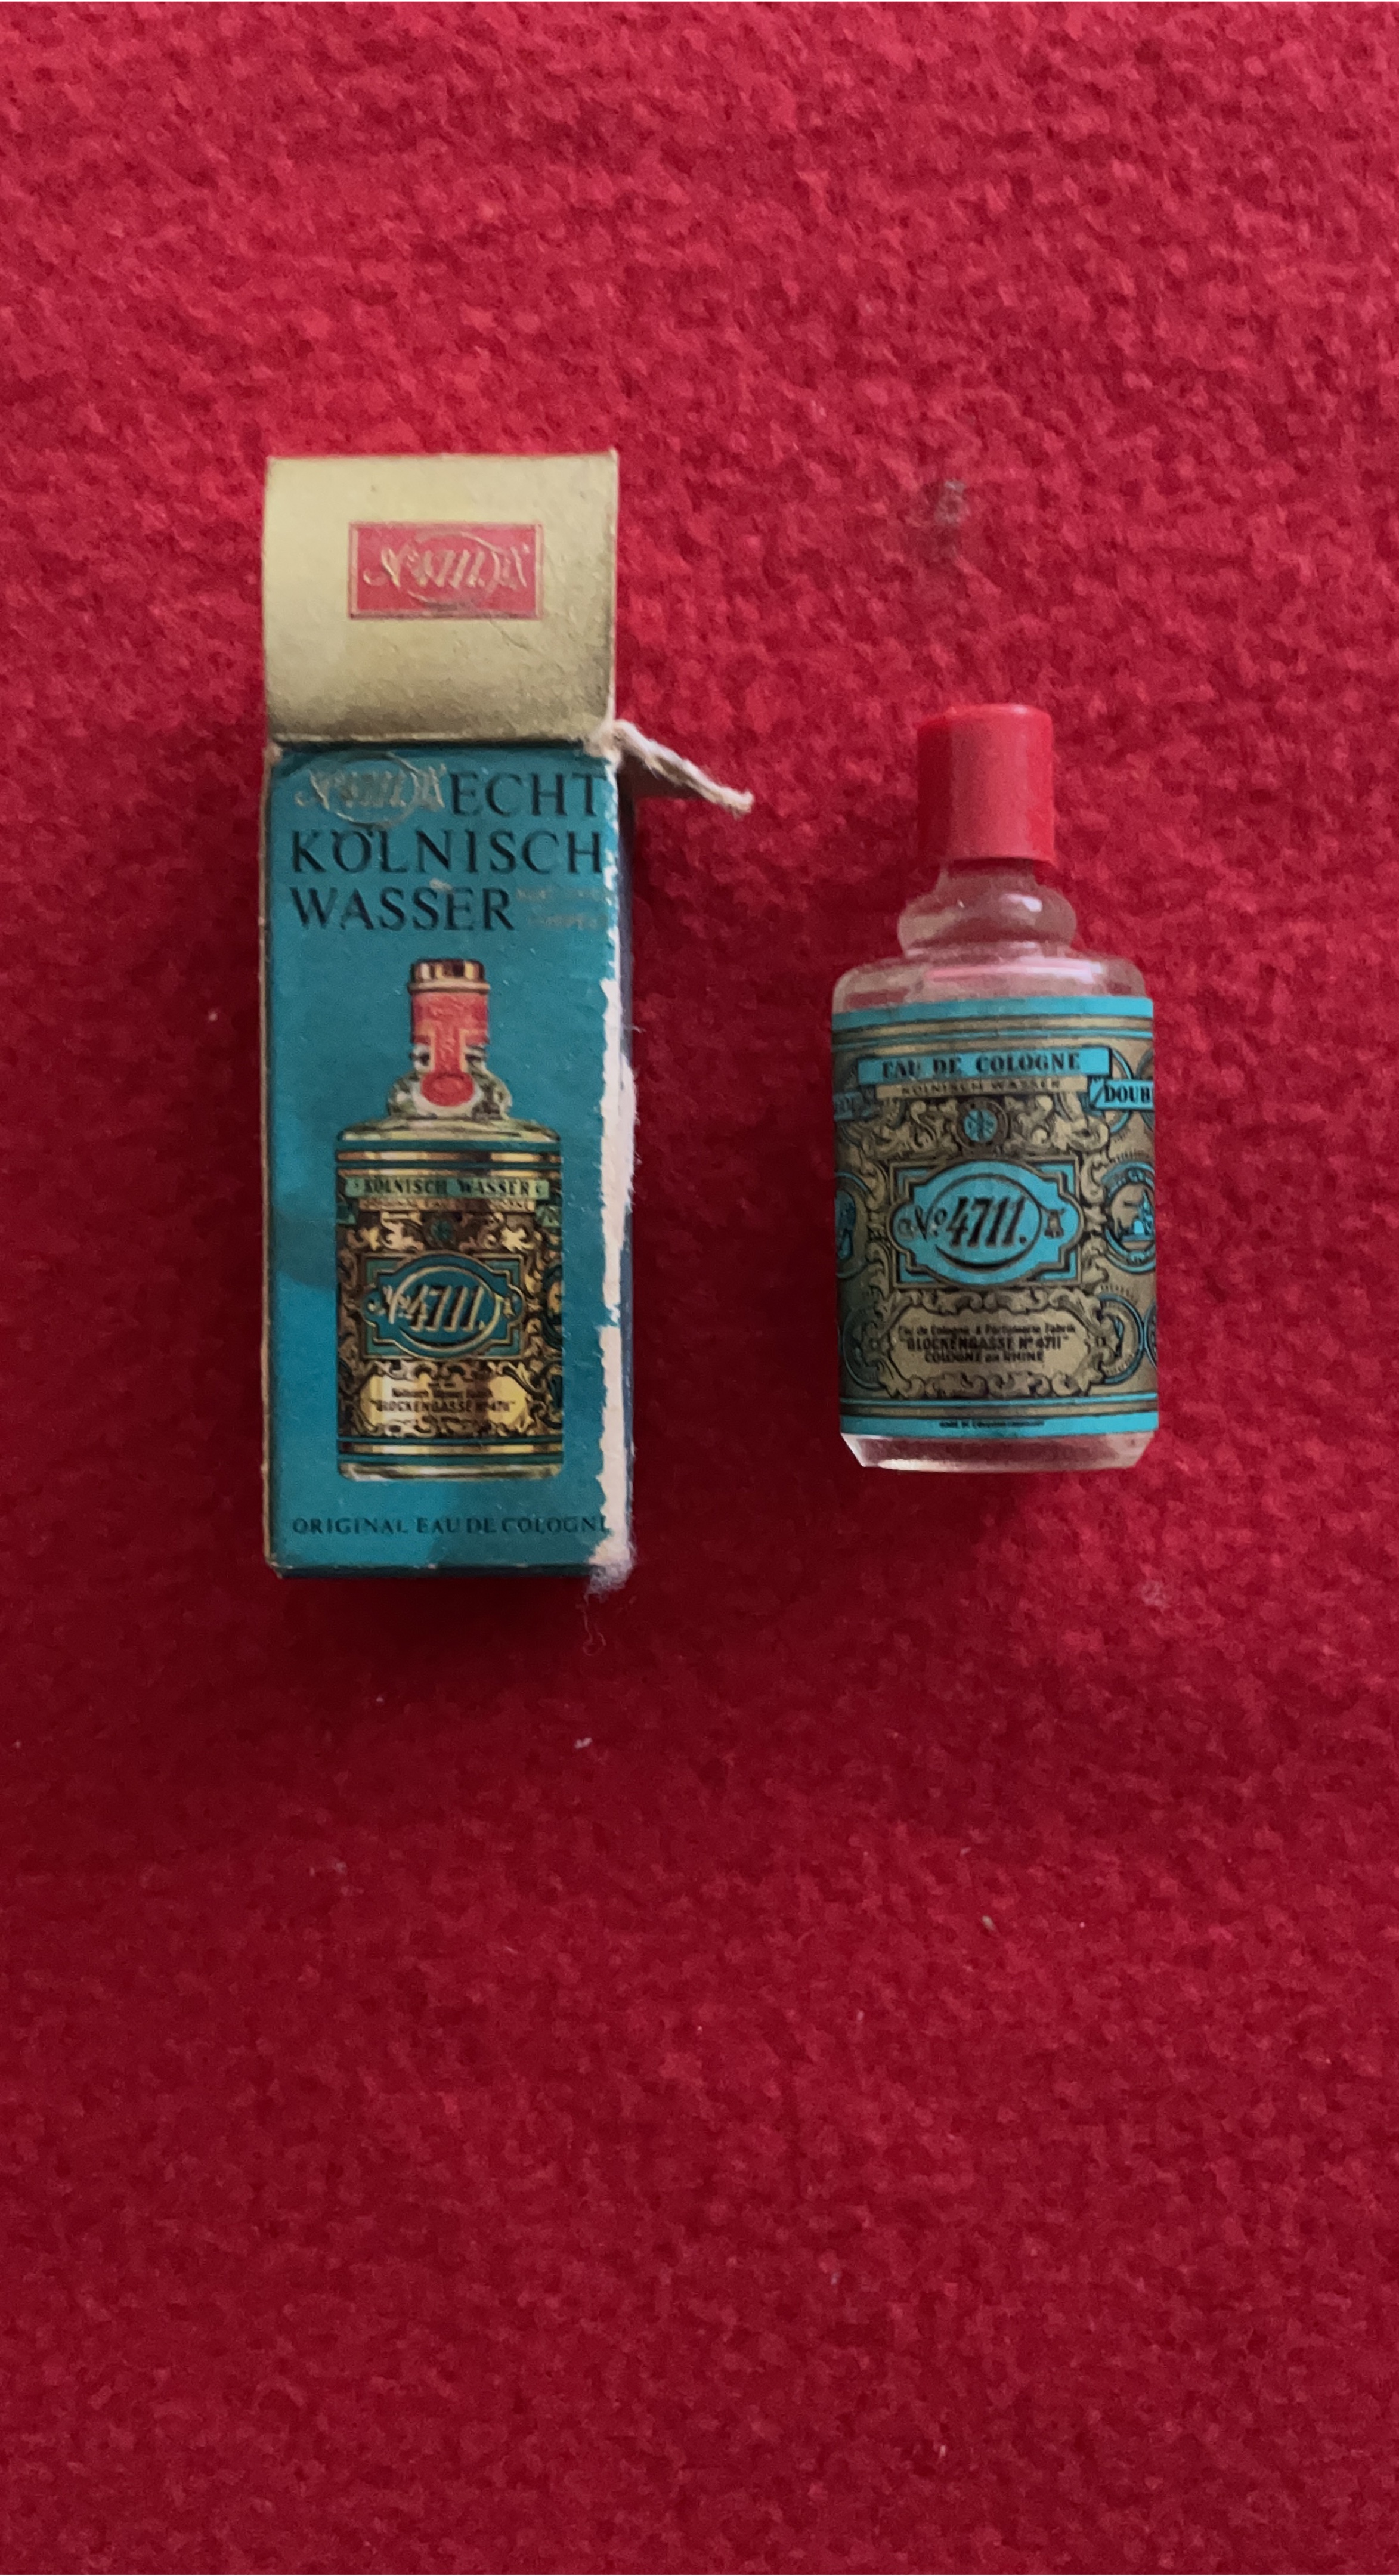 Nº 4711.
Nº 4711. ECHT
KÖLNISCH
WASSER
KÖLNISCH WASSER
Nº 4711.
"GLOCKENGASSE Nº 4711"
ORIGINAL EAU DE COLOGNE
EAU DE COLOGNE
KÖLNISCH WASSER
DOUB
Nº 4711.
Eau de Cologne & Parfümerie Fabrik
"GLOCKENGASSE Nº 4711"
COLOGNE on RHINE